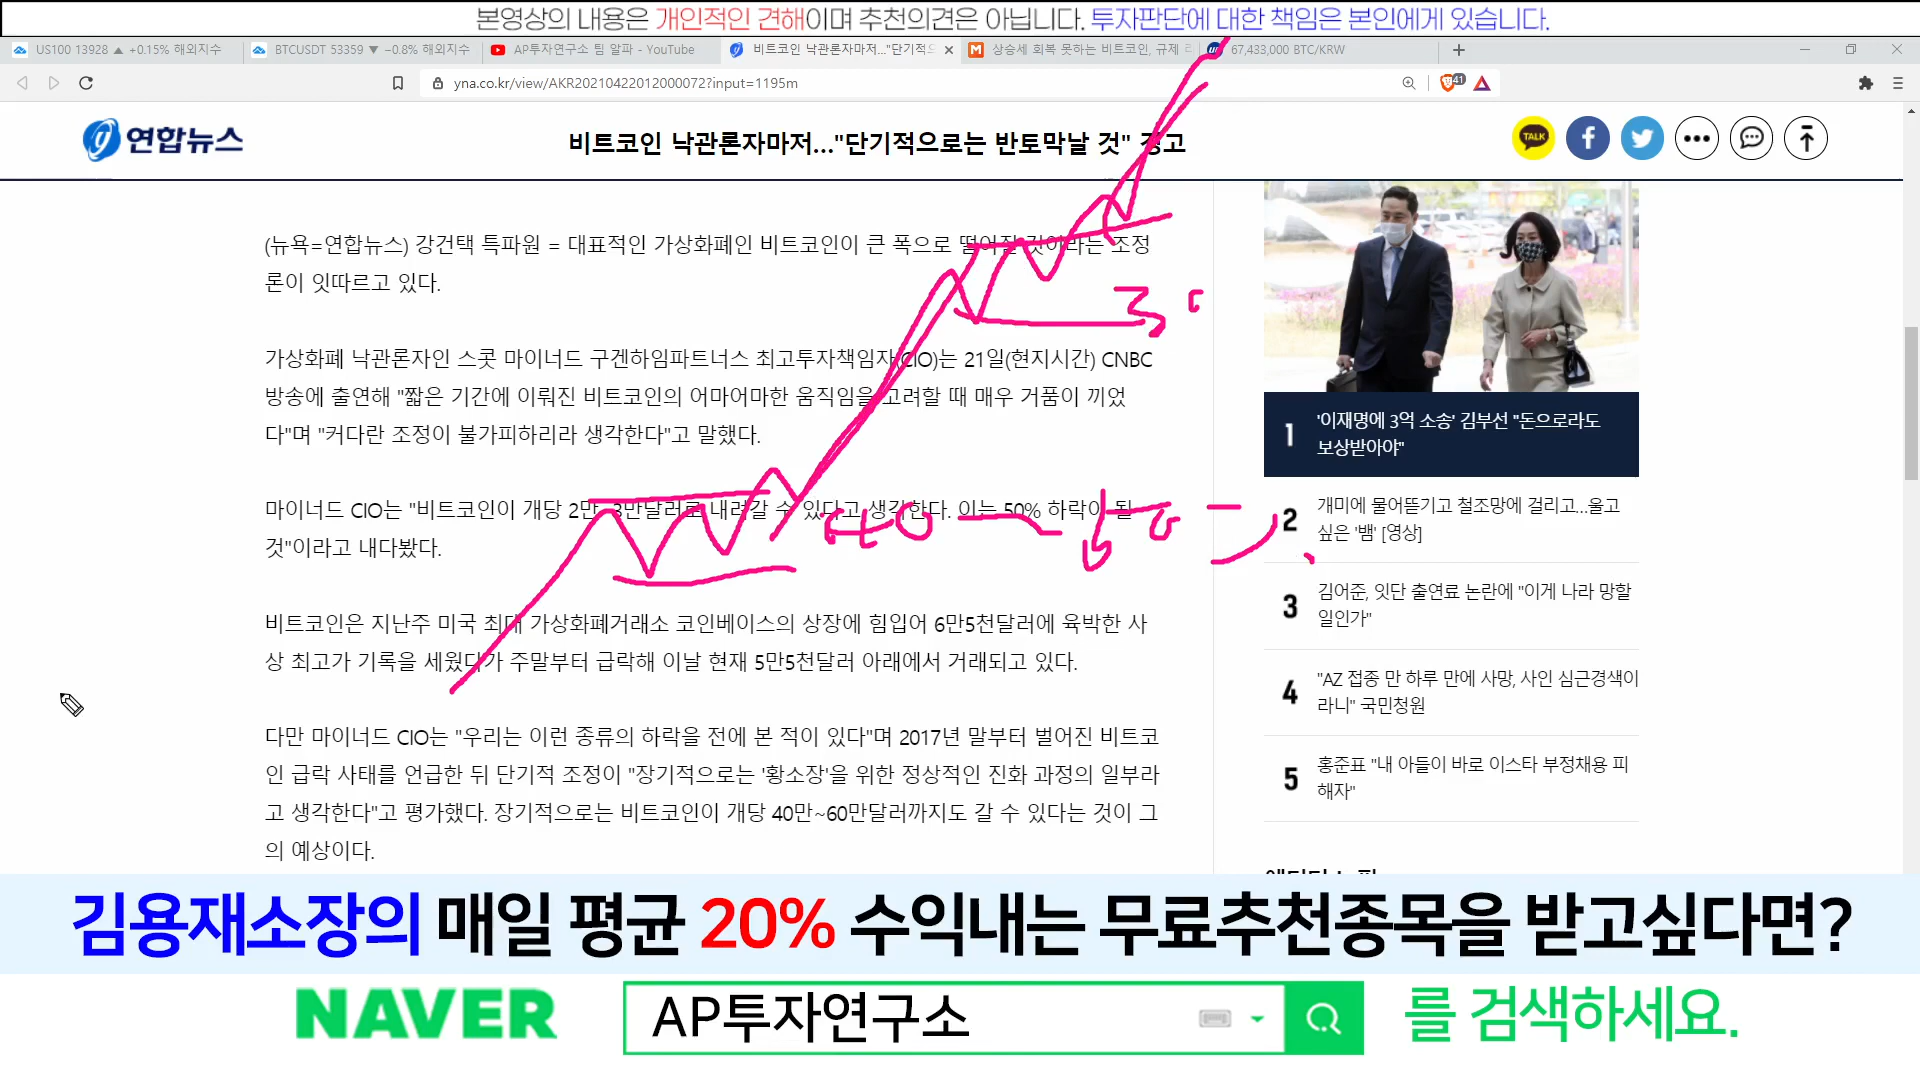 본영상의 내용은 개인적인 견해이며 추천의견은 아닙니다. 투자판단에 대한 책임은 본인에게 있습니다.
US100 13928 ▲ +0.15% 해외지수
BTCUSDT 53359 ▼ −0.8% 해외지수
AP투자연구소 팀 알파 - YouTube
비트코인 낙관론자마저..."단기적으
상승세 회복 못하는 비트코인, 규제
67,433,000 BTC/KRW
yna.co.kr/view/AKR20210422012000072?input=1195m
41
연합뉴스
비트코인 낙관론자마저..."단기적으로는 반토막날 것" 경고
TALK
(뉴욕=연합뉴스) 강건택 특파원 = 대표적인 가상화폐인 비트코인이 큰 폭으로 떨어질 것이라는 조정
론이 잇따르고 있다.
가상화폐 낙관론자인 스콧 마이너드 구겐하임파트너스 최고투자책임자(CIO)는 21일(현지시간) CNBC
방송에 출연해 "짧은 기간에 이뤄진 비트코인의 어마어마한 움직임을 고려할 때 매우 거품이 끼었
다"며 "커다란 조정이 불가피하리라 생각한다"고 말했다.
마이너드 CIO는 "비트코인이 개당 2만~3만달러로 내려갈 수 있다고 생각한다. 이는 50% 하락이 될
것"이라고 내다봤다.
비트코인은 지난주 미국 최대 가상화폐거래소 코인베이스의 상장에 힘입어 6만5천달러에 육박한 사
상 최고가 기록을 세웠다가 주말부터 급락해 이날 현재 5만5천달러 아래에서 거래되고 있다.
다만 마이너드 CIO는 "우리는 이런 종류의 하락을 전에 본 적이 있다"며 2017년 말부터 벌어진 비트코
인 급락 사태를 언급한 뒤 단기적 조정이 "장기적으로는 '황소장'을 위한 정상적인 진화 과정의 일부라
고 생각한다"고 평가했다. 장기적으로는 비트코인이 개당 40만~60만달러까지도 갈 수 있다는 것이 그
의 예상이다.
1 '이재명에 3억 소송' 김부선 "돈으로라도
보상받아야"
2 개미에 물어뜯기고 철조망에 걸리고...울고
싶은 '뱀' [영상]
3 김어준, 잇단 출연료 논란에 "이게 나라 망할
일인가"
4 "AZ 접종 만 하루 만에 사망, 사인 심근경색이
라니" 국민청원
5 홍준표 "내 아들이 바로 이스타 부정채용 피
해자"
김용재소장의 매일 평균 20% 수익내는 무료추천종목을 받고싶다면?
NAVER AP투자연구소 를 검색하세요.